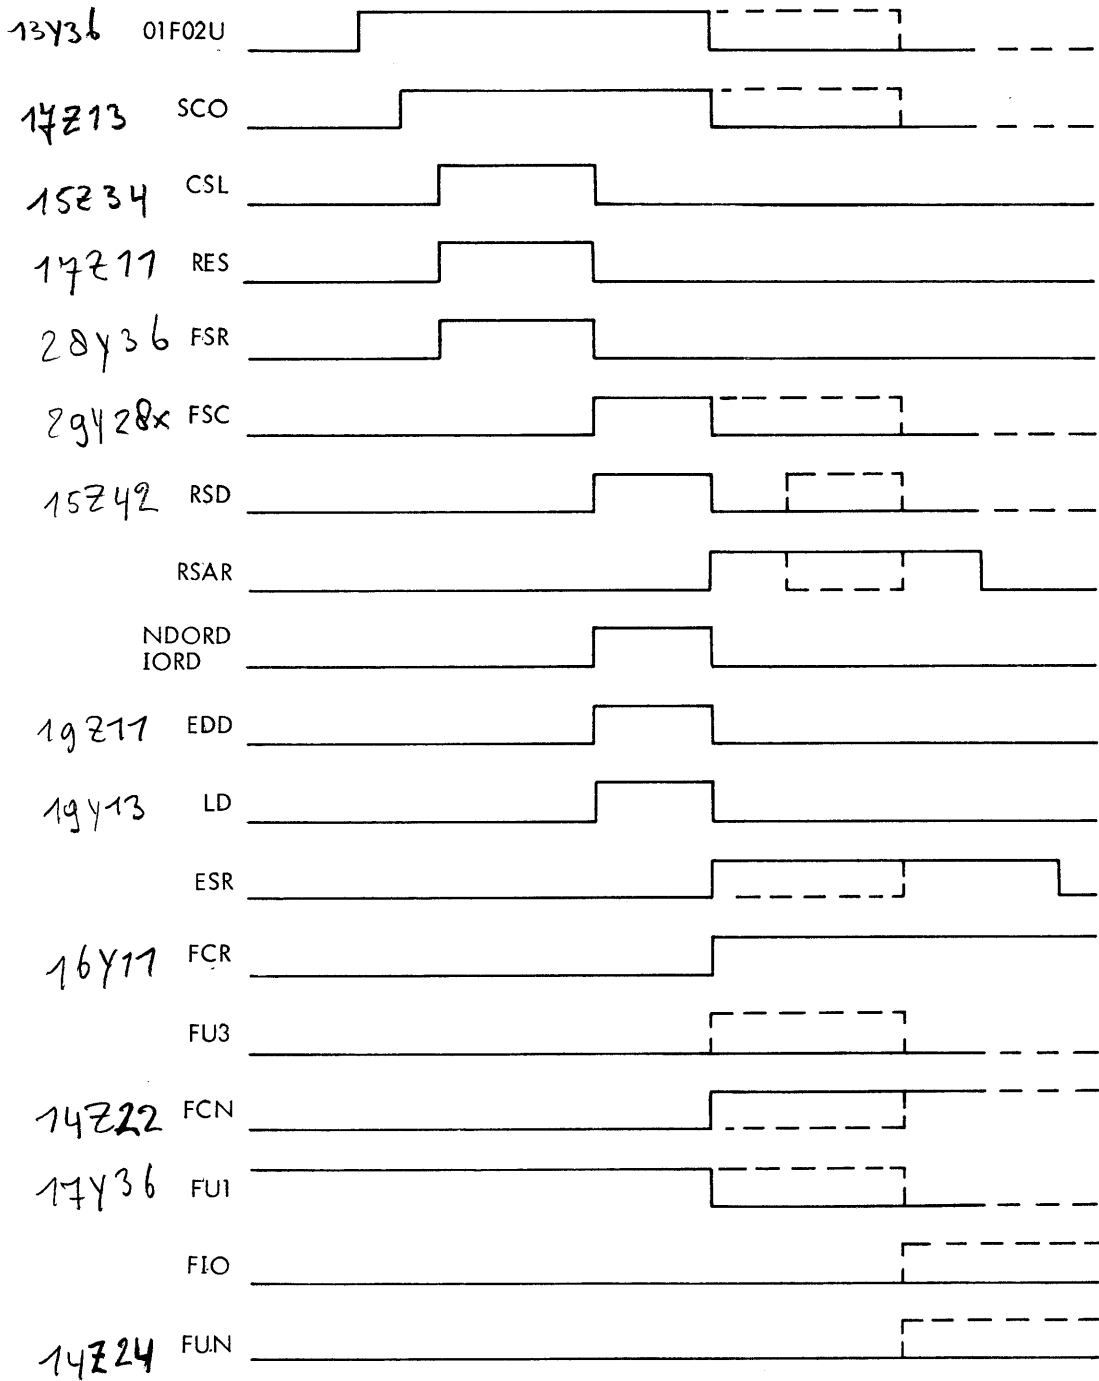 13Y36 01F02U
17Z13 SCO
15Z34 CSL
17Z11 RES
28Y36 FSR
29Y28x FSC
15Z42 RSD
RSAR
NDORD
IORD
19Z11 EDD
19Y13 LD
ESR
16Y11 FCR
FU3
14Z22 FCN
17Y36 FU1
FIO
14Z24 FUN